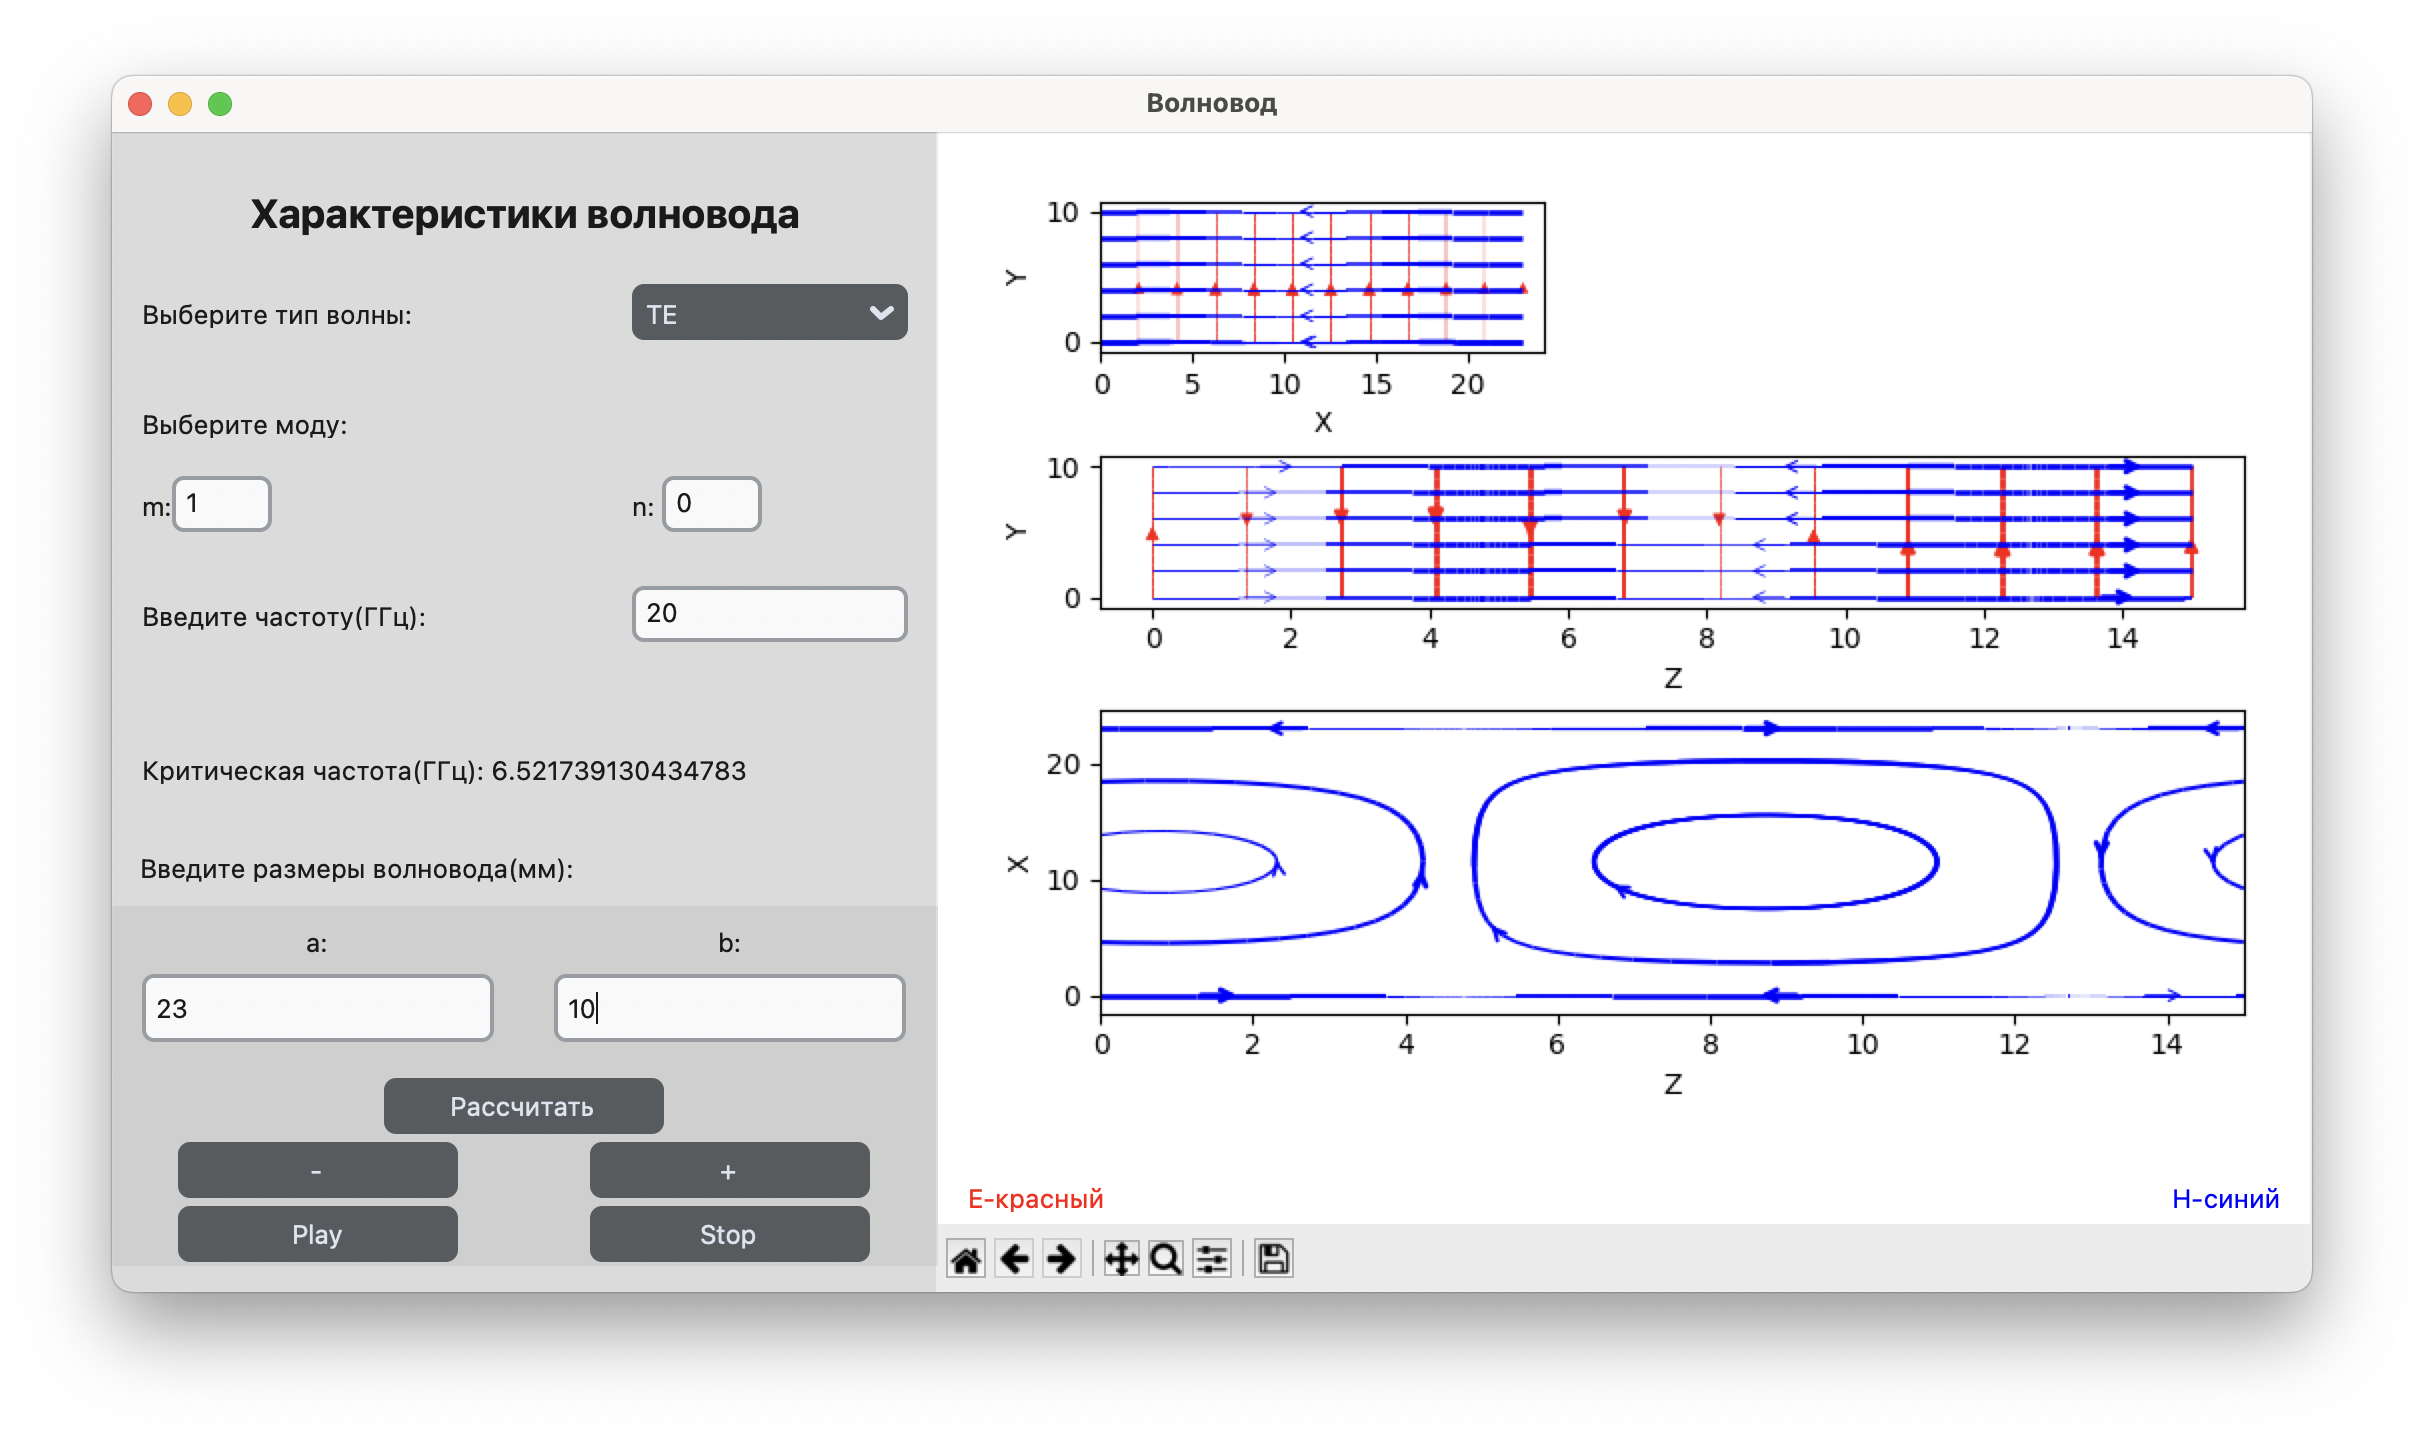 Волновод
Характеристики волновода
Выберите тип волны:
TE
Выберите моду:
m: 1
n: 0
Введите частоту(ГГц):
20
Критическая частота(ГГц): 6.521739130434783
Введите размеры волновода(мм):
a:
b:
23
10
Рассчитать
-
+
Play
Stop
10
0
Y
0 5 10 15 20
X
10
0
Y
0 2 4 6 8 10 12 14
Z
20
10
0
X
0 2 4 6 8 10 12 14
Z
E-красный
H-синий